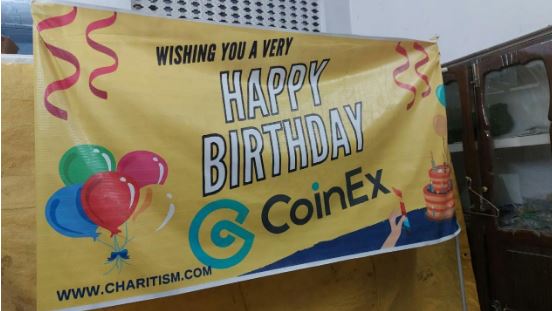 WISHING YOU A VERY
HAPPY
BIRTHDAY
CoinEx
WWW.CHARITISM.COM